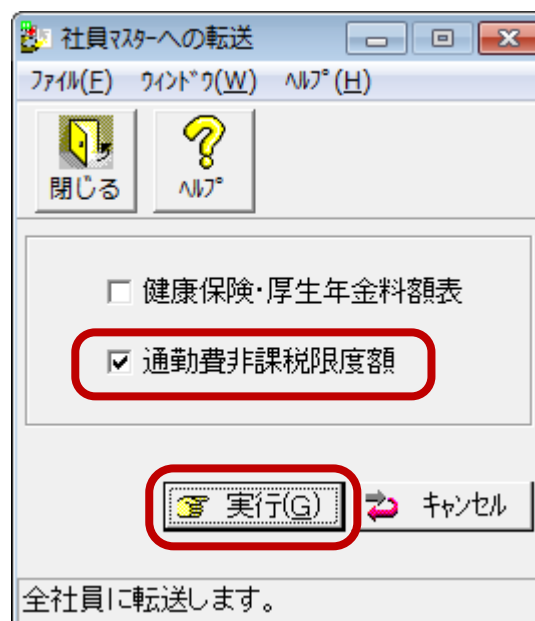 社員ﾏｽﾀｰへの転送
ﾌｧｲﾙ(F) ｳｨﾝﾄﾞｳ(W) ﾍﾙﾌﾟ(H)
閉じる ﾍﾙﾌﾟ
健康保険・厚生年金料額表
通勤費非課税限度額
実行(G) ｷｬﾝｾﾙ
全社員に転送します。